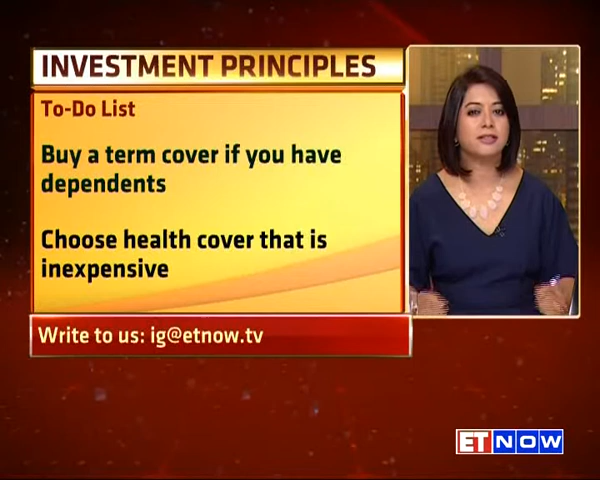 INVESTMENT PRINCIPLES
To-Do List
Buy a term cover if you have
dependents
Choose health cover that is
inexpensive
Write to us: ig@etnow.tv
ET NOW